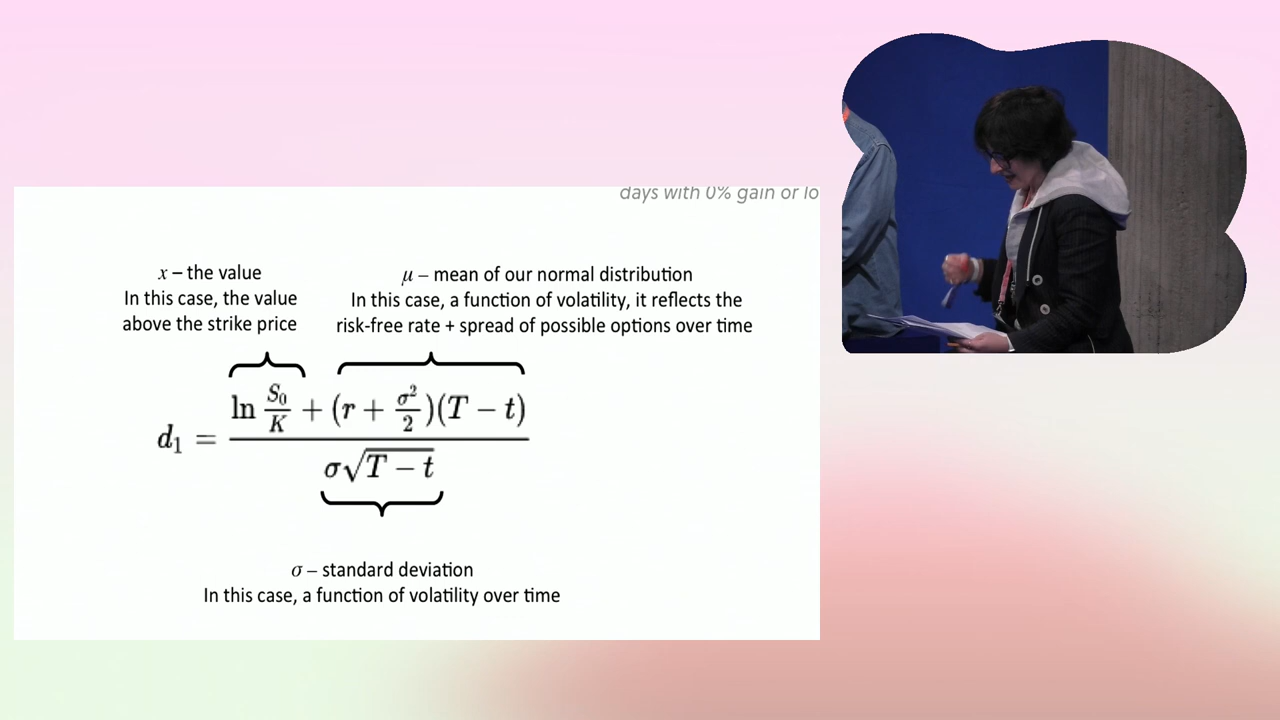 days with 0% gain or lo
x – the value
In this case, the value
above the strike price
μ – mean of our normal distribution
In this case, a function of volatility, it reflects the
risk-free rate + spread of possible options over time
d₁ = (ln S₀/K + (r + σ²/2)(T − t)) / (σ√(T − t))
σ – standard deviation
In this case, a function of volatility over time